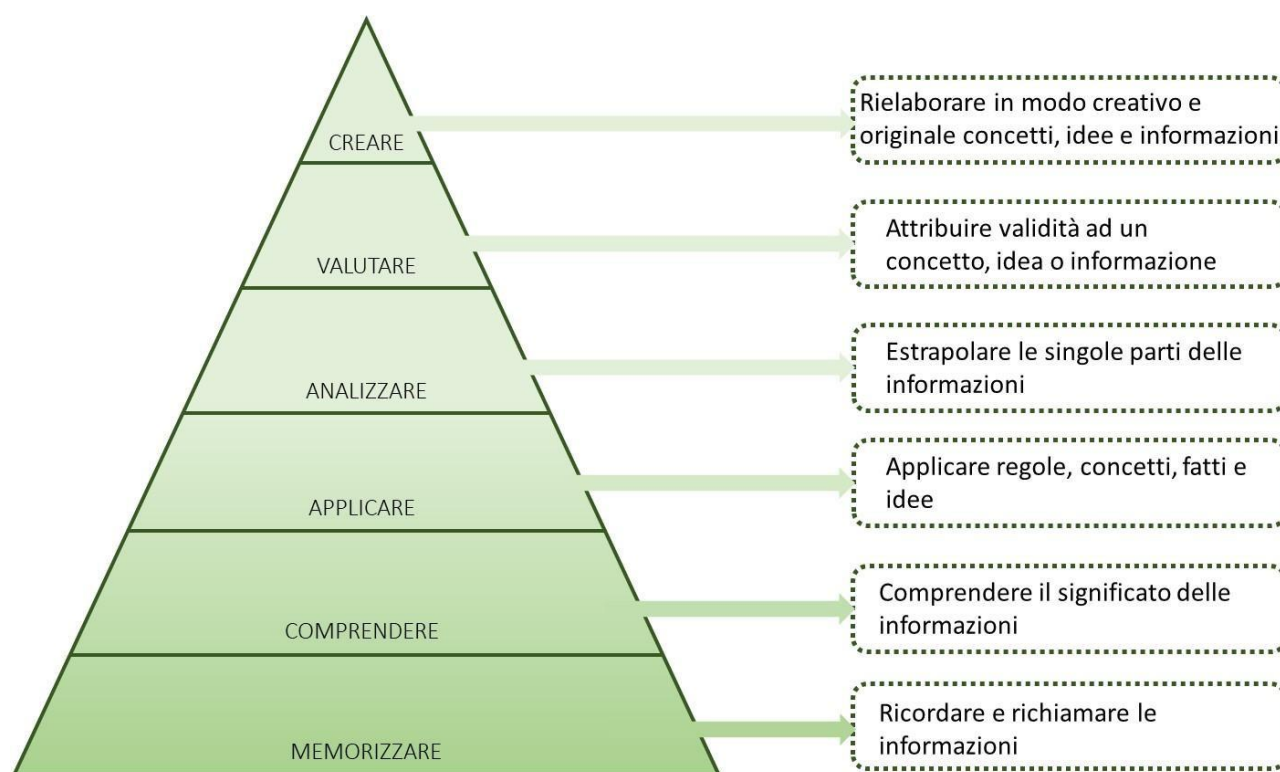 CREARE
Rielaborare in modo creativo e
originale concetti, idee e informazioni
VALUTARE
Attribuire validità ad un
concetto, idea o informazione
ANALIZZARE
Estrapolare le singole parti delle
informazioni
APPLICARE
Applicare regole, concetti, fatti e
idee
COMPRENDERE
Comprendere il significato delle
informazioni
MEMORIZZARE
Ricordare e richiamare le
informazioni